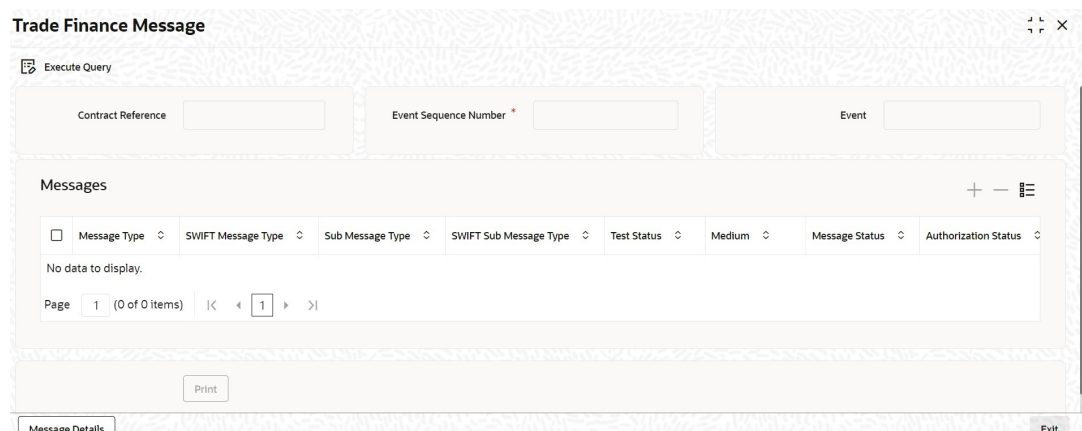 Trade Finance Message
Execute Query
Contract Reference
Event Sequence Number *
Event
Messages
Message Type SWIFT Message Type Sub Message Type SWIFT Sub Message Type Test Status Medium Message Status Authorization Status
No data to display.
Page 1 (0 of 0 items) 1
Print
Message Details
Exit